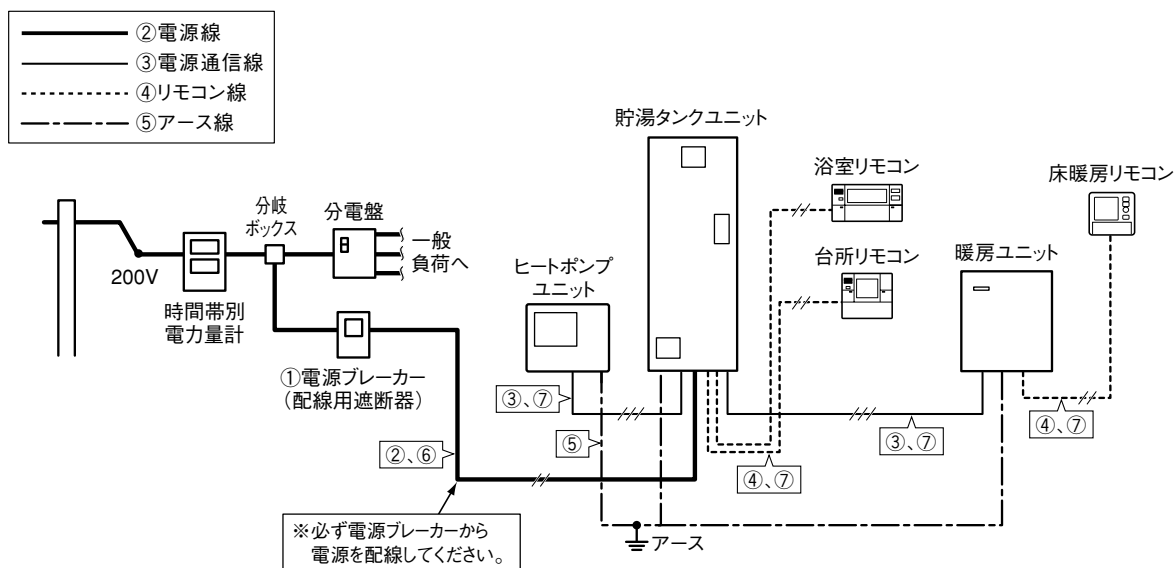 ②電源線
③電源通信線
④リモコン線
⑤アース線
貯湯タンクユニット
浴室リモコン
床暖房リモコン
分岐
ボックス
分電盤
一般
負荷へ
200V
時間帯別
電力量計
ヒートポンプ
ユニット
台所リモコン
暖房ユニット
①電源ブレーカー
(配線用遮断器)
③、⑦
⑤
②、⑥
④、⑦
③、⑦
④、⑦
※必ず電源ブレーカーから
電源を配線してください。
アース